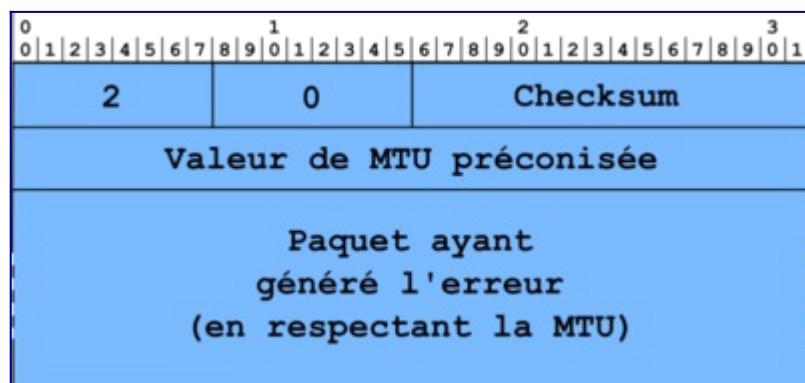 0 1 2 3
0|1|2|3|4|5|6|7|8|9|0|1|2|3|4|5|6|7|8|9|0|1|2|3|4|5|6|7|8|9|0|1
2 0 Checksum
Valeur de MTU préconisée
Paquet ayant
généré l'erreur
(en respectant la MTU)